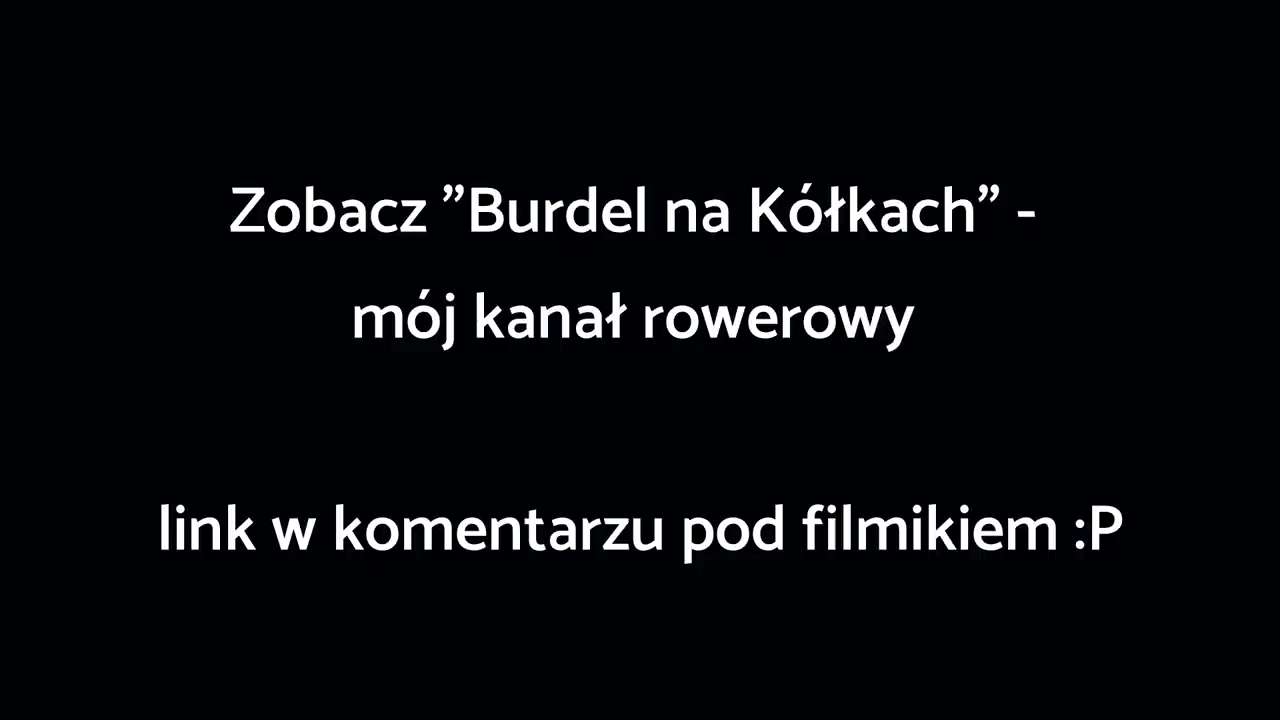 Zobacz ”Burdel na Kółkach” -
mój kanał rowerowy
link w komentarzu pod filmikiem :P